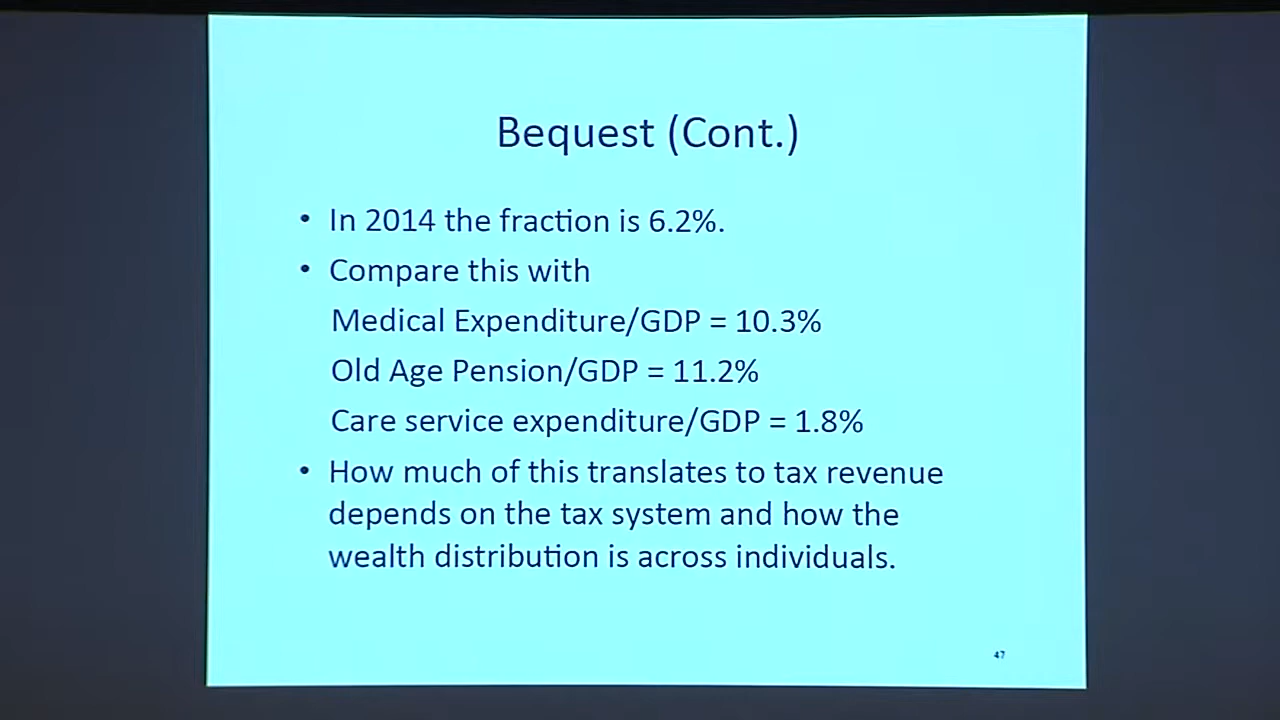 Bequest (Cont.)
• In 2014 the fraction is 6.2%.
• Compare this with
Medical Expenditure/GDP = 10.3%
Old Age Pension/GDP = 11.2%
Care service expenditure/GDP = 1.8%
• How much of this translates to tax revenue
depends on the tax system and how the
wealth distribution is across individuals.
47